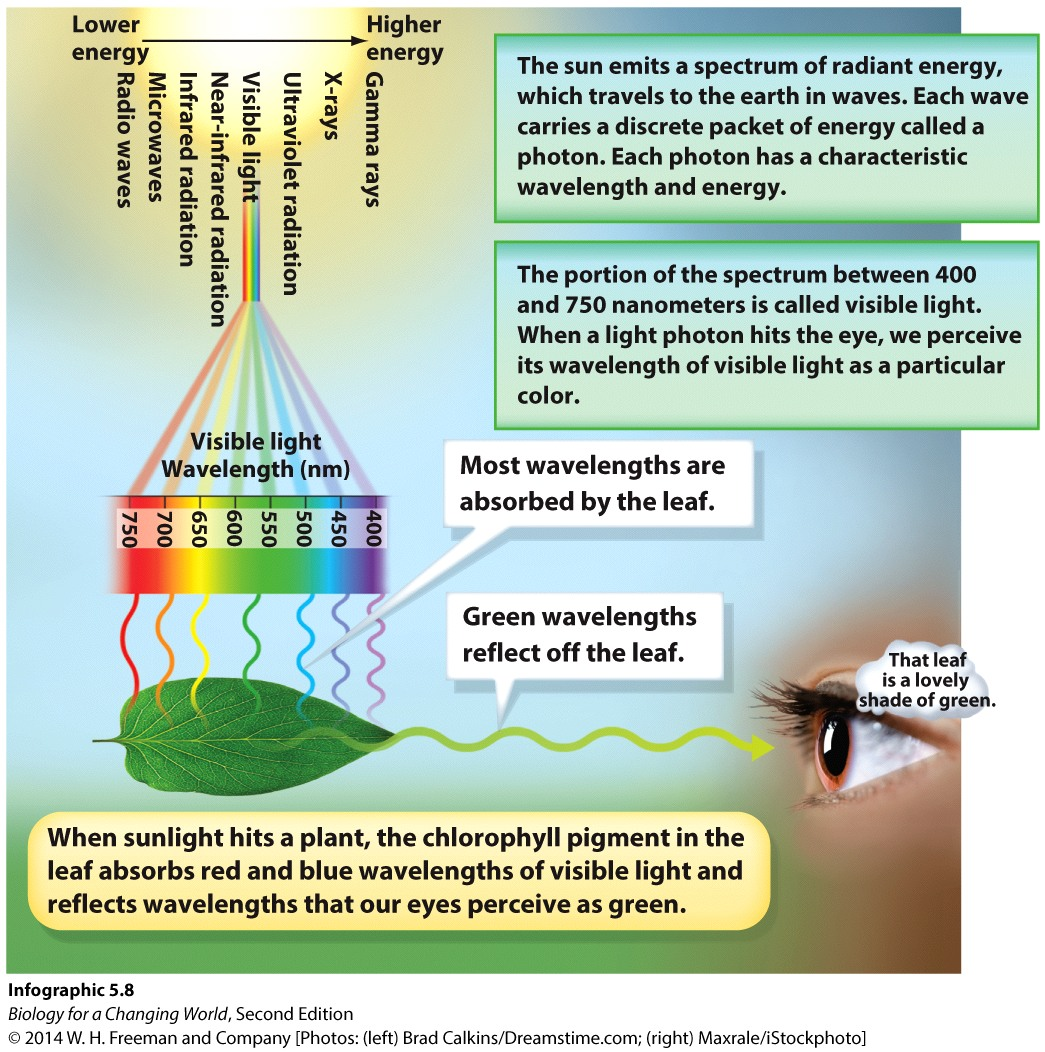 Lower
energy
Higher
energy
Radio waves
Microwaves
Infrared radiation
Near-infrared radiation
Visible light
Ultraviolet radiation
X-rays
Gamma rays
The sun emits a spectrum of radiant energy,
which travels to the earth in waves. Each wave
carries a discrete packet of energy called a
photon. Each photon has a characteristic
wavelength and energy.
The portion of the spectrum between 400
and 750 nanometers is called visible light.
When a light photon hits the eye, we perceive
its wavelength of visible light as a particular
color.
Visible light
Wavelength (nm)
750
700
650
600
550
500
450
400
Most wavelengths are
absorbed by the leaf.
Green wavelengths
reflect off the leaf.
That leaf
is a lovely
shade of green.
When sunlight hits a plant, the chlorophyll pigment in the
leaf absorbs red and blue wavelengths of visible light and
reflects wavelengths that our eyes perceive as green.
Infographic 5.8
Biology for a Changing World, Second Edition
© 2014 W. H. Freeman and Company [Photos: (left) Brad Calkins/Dreamstime.com; (right) Maxrale/iStockphoto]